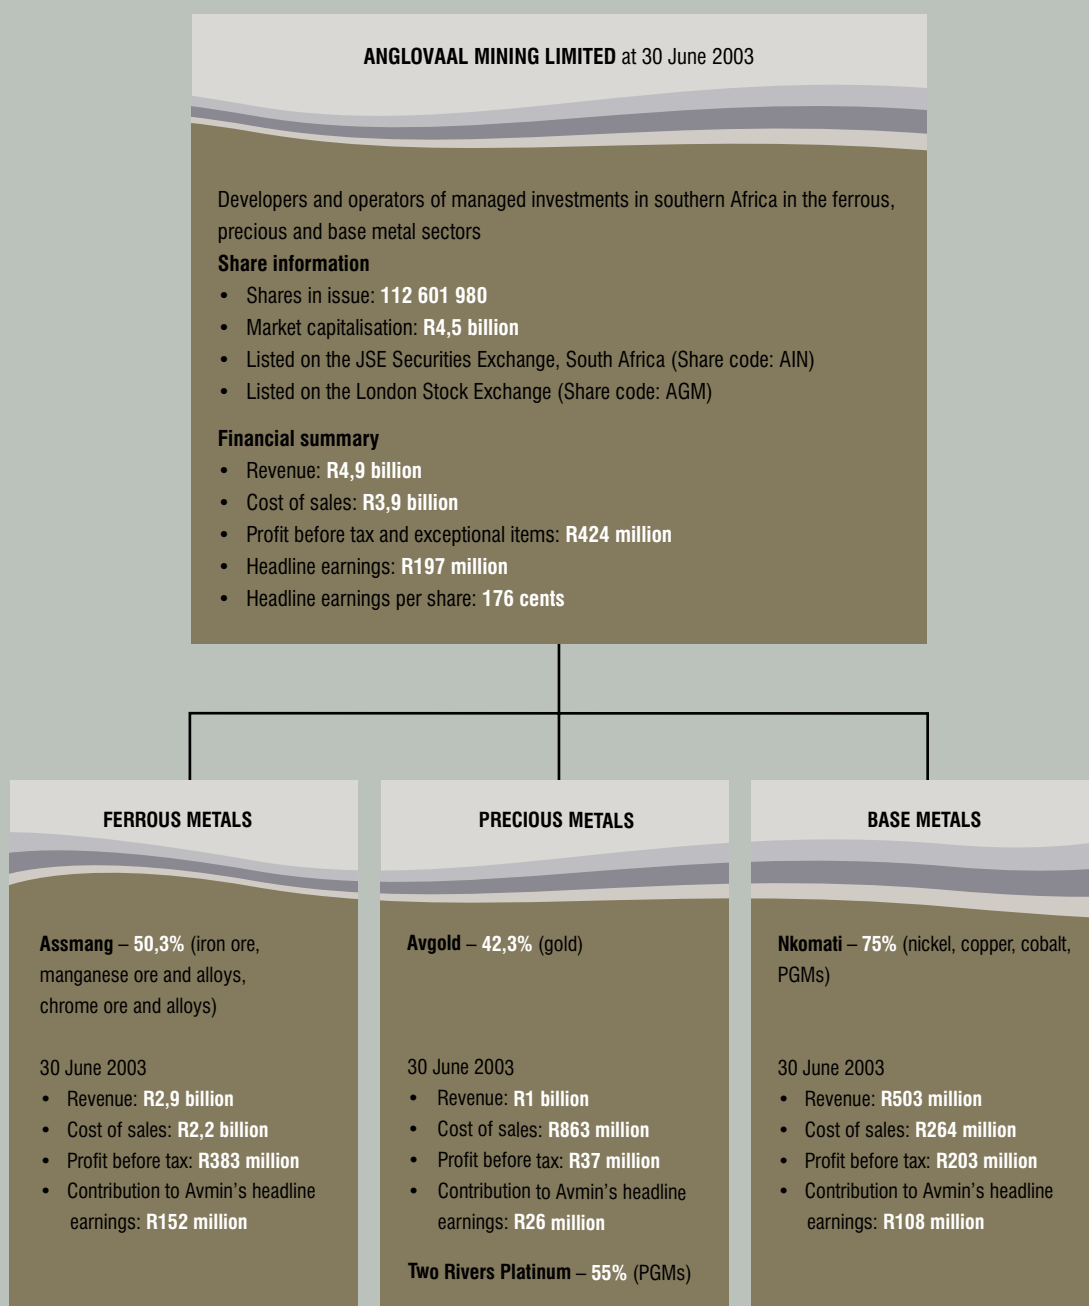 ANGLOVAAL MINING LIMITED at 30 June 2003
Developers and operators of managed investments in southern Africa in the ferrous,
precious and base metal sectors
Share information
• Shares in issue: 112 601 980
• Market capitalisation: R4,5 billion
• Listed on the JSE Securities Exchange, South Africa (Share code: AIN)
• Listed on the London Stock Exchange (Share code: AGM)
Financial summary
• Revenue: R4,9 billion
• Cost of sales: R3,9 billion
• Profit before tax and exceptional items: R424 million
• Headline earnings: R197 million
• Headline earnings per share: 176 cents
FERROUS METALS
Assmang – 50,3% (iron ore,
manganese ore and alloys,
chrome ore and alloys)
30 June 2003
• Revenue: R2,9 billion
• Cost of sales: R2,2 billion
• Profit before tax: R383 million
• Contribution to Avmin's headline
earnings: R152 million
PRECIOUS METALS
Avgold – 42,3% (gold)
30 June 2003
• Revenue: R1 billion
• Cost of sales: R863 million
• Profit before tax: R37 million
• Contribution to Avmin's headline
earnings: R26 million
Two Rivers Platinum – 55% (PGMs)
BASE METALS
Nkomati – 75% (nickel, copper, cobalt,
PGMs)
30 June 2003
• Revenue: R503 million
• Cost of sales: R264 million
• Profit before tax: R203 million
• Contribution to Avmin's headline
earnings: R108 million